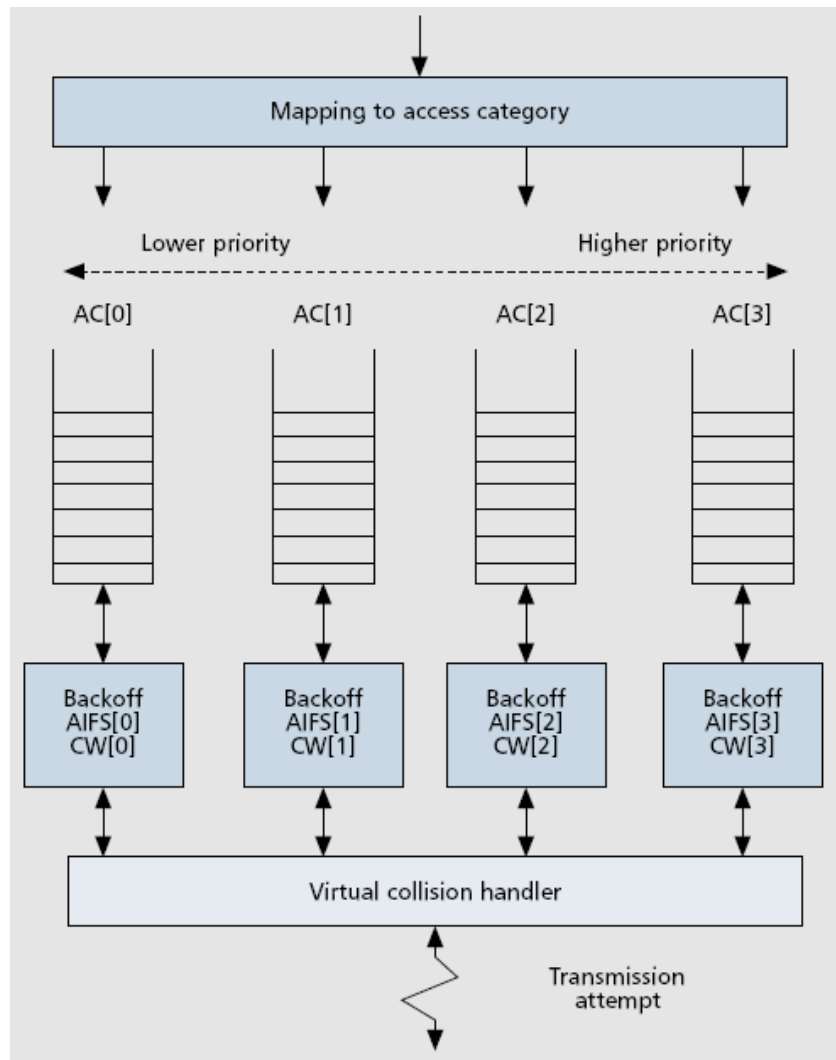 Mapping to access category
Lower priority
Higher priority
AC[0]
AC[1]
AC[2]
AC[3]
Backoff
AIFS[0]
CW[0]
Backoff
AIFS[1]
CW[1]
Backoff
AIFS[2]
CW[2]
Backoff
AIFS[3]
CW[3]
Virtual collision handler
Transmission
attempt